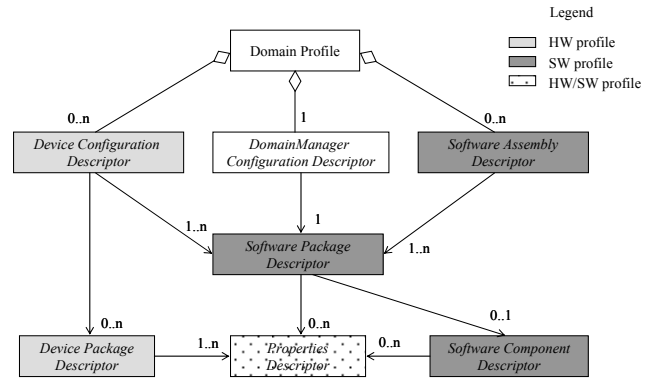 Legend
HW profile
SW profile
HW/SW profile
Domain Profile
0..n
1
0..n
Device Configuration
Descriptor
DomainManager
Configuration Descriptor
Software Assembly
Descriptor
1..n
1
1..n
Software Package
Descriptor
0..n
0..n
0..1
Device Package
Descriptor
1..n
Properties
Descriptor
0..n
Software Component
Descriptor